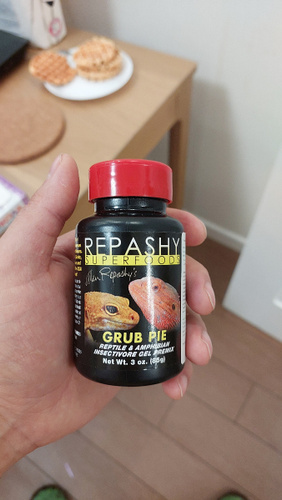 REPASHY
SUPERFOODS
Allen Repashy's
GRUB PIE
REPTILE & AMPHIBIAN
INSECTIVORE GEL PREMIX
Net Wt. 3 oz. (85g)